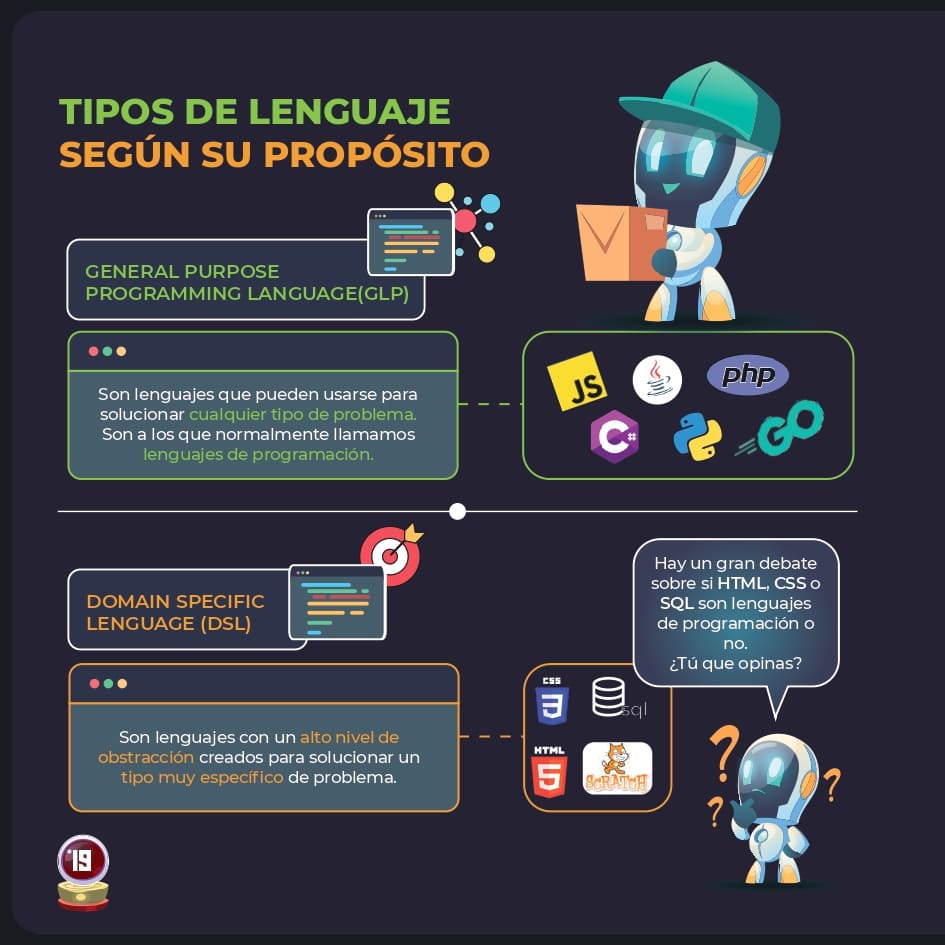 TIPOS DE LENGUAJE
SEGÚN SU PROPÓSITO
GENERAL PURPOSE
PROGRAMMING LANGUAGE(GLP)
Son lenguajes que pueden usarse para
solucionar cualquier tipo de problema.
Son a los que normalmente llamamos
lenguajes de programación.
JS
Java
php
C#
GO
DOMAIN SPECIFIC
LENGUAGE (DSL)
Son lenguajes con un alto nivel de
obstracción creados para solucionar un
tipo muy específico de problema.
CSS
3
sql
HTML
5
SCRATCH
Hay un gran debate
sobre si HTML, CSS o
SQL son lenguajes
de programación o
no.
¿Tú que opinas?
?
?
?
19